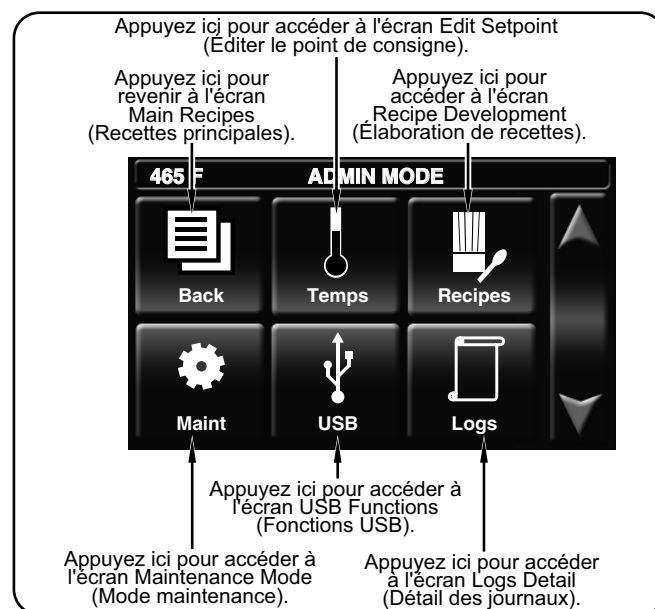 Appuyez ici pour accéder à l'écran Edit Setpoint
(Éditer le point de consigne).
Appuyez ici pour
revenir à l'écran
Main Recipes
(Recettes principales).
Appuyez ici pour
accéder à l'écran
Recipe Development
(Élaboration de recettes).
465 F ADMIN MODE
Back Temps Recipes
Maint USB Logs
Appuyez ici pour accéder à
l'écran USB Functions
(Fonctions USB).
Appuyez ici pour accéder à
l'écran Maintenance Mode
(Mode maintenance).
Appuyez ici pour accéder
à l'écran Logs Detail
(Détail des journaux).